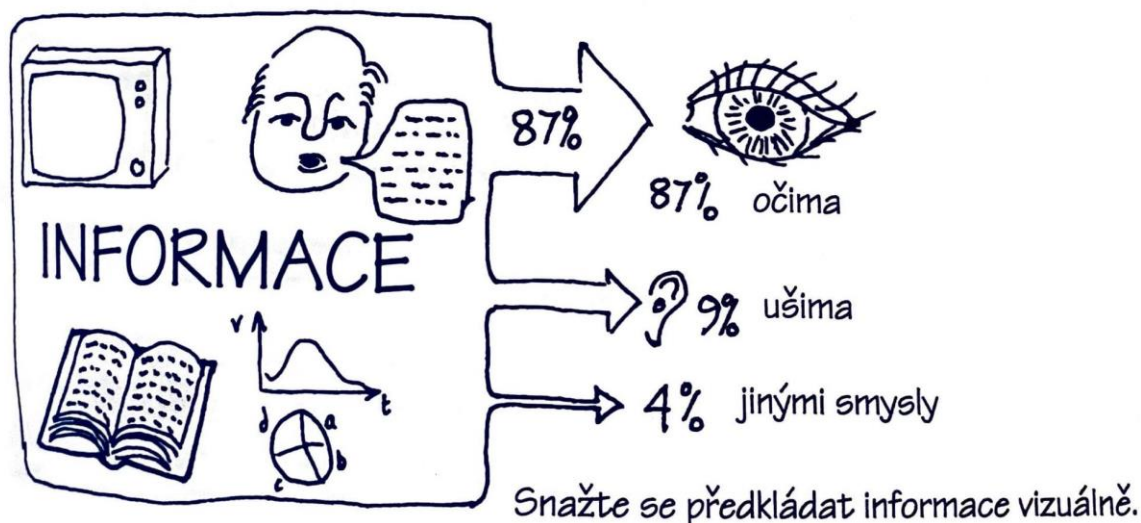 87%
87% očima
INFORMACE
9% ušima
v
t
4% jinými smysly
d a
b
c
Snažte se předkládat informace vizuálně.